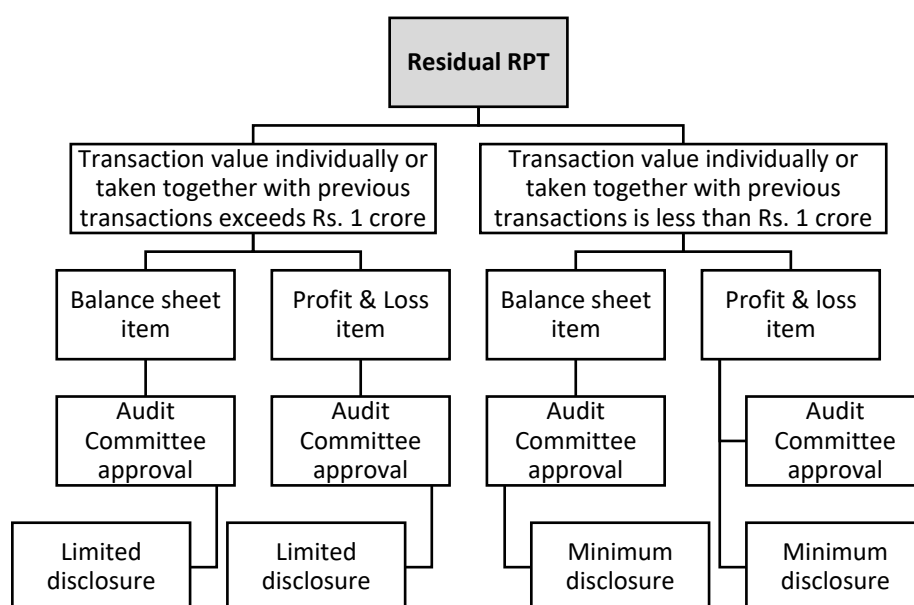 Residual RPT
Transaction value individually or
taken together with previous
transactions exceeds Rs. 1 crore
Transaction value individually or
taken together with previous
transactions is less than Rs. 1 crore
Balance sheet
item
Profit & Loss
item
Balance sheet
item
Profit & loss
item
Audit
Committee
approval
Audit
Committee
approval
Audit
Committee
approval
Audit
Committee
approval
Limited
disclosure
Limited
disclosure
Minimum
disclosure
Minimum
disclosure